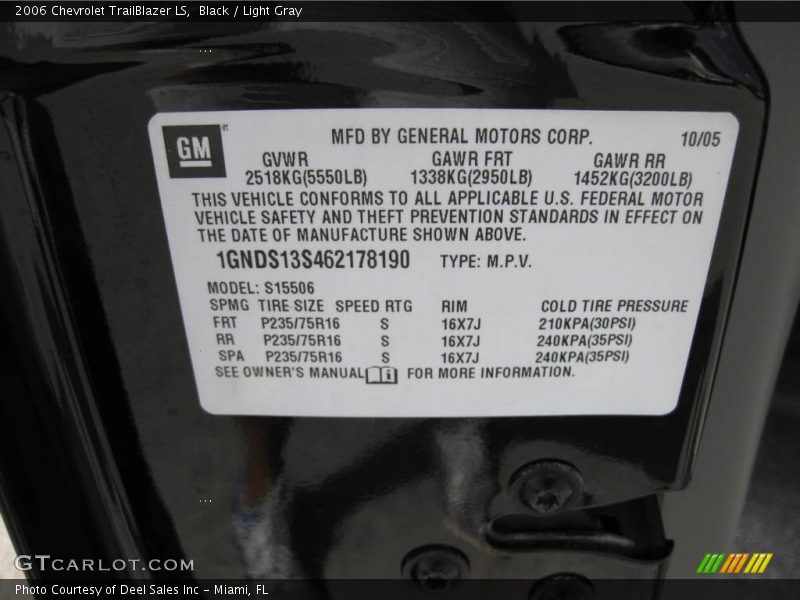 2006 Chevrolet TrailBlazer LS,  Black / Light Gray
GM
MFD BY GENERAL MOTORS CORP. 10/05
GVWR GAWR FRT GAWR RR
2518KG(5550LB) 1338KG(2950LB) 1452KG(3200LB)
THIS VEHICLE CONFORMS TO ALL APPLICABLE U.S. FEDERAL MOTOR
VEHICLE SAFETY AND THEFT PREVENTION STANDARDS IN EFFECT ON
THE DATE OF MANUFACTURE SHOWN ABOVE.
1GNDS13S462178190 TYPE: M.P.V.
MODEL: S15506
SPMG TIRE SIZE SPEED RTG RIM COLD TIRE PRESSURE
FRT P235/75R16 S 16X7J 210KPA(30PSI)
RR P235/75R16 S 16X7J 240KPA(35PSI)
SPA P235/75R16 S 16X7J 240KPA(35PSI)
SEE OWNER'S MANUAL FOR MORE INFORMATION.
GTCarlot.com
Photo Courtesy of Deel Sales Inc - Miami, FL